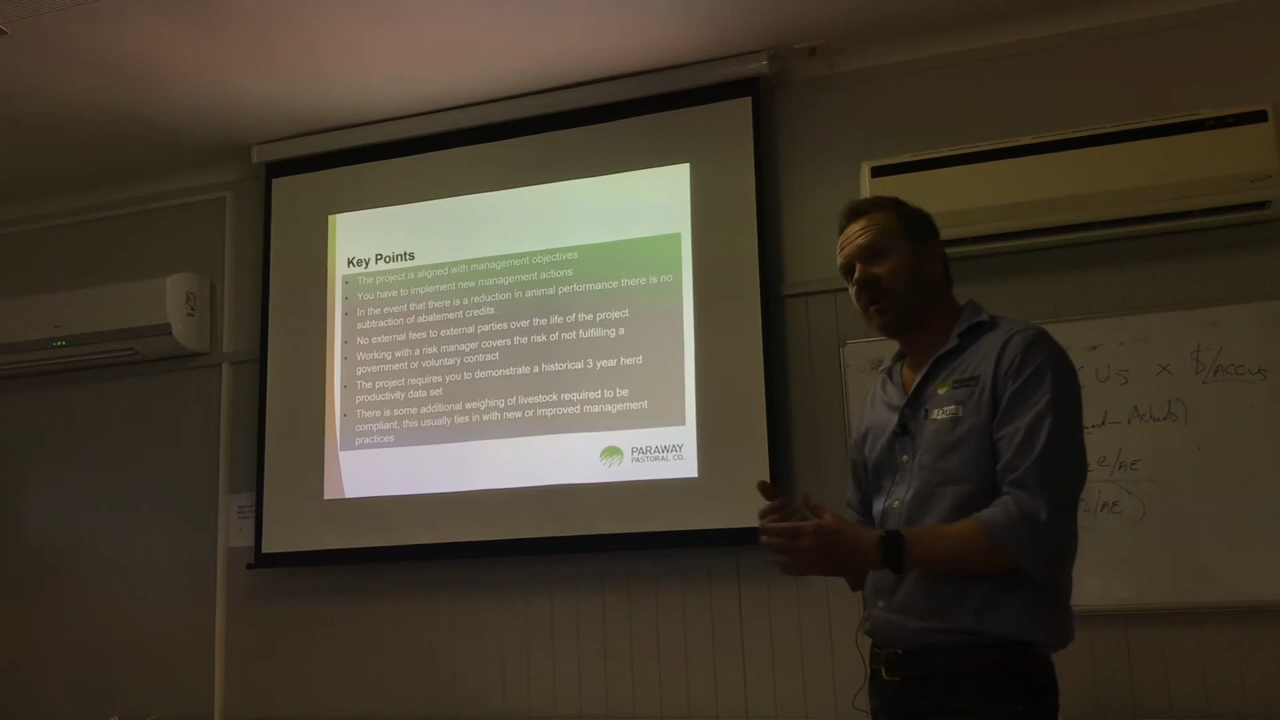 Key Points
• The project is aligned with management objectives
• You have to implement new management actions
• In the event that there is a reduction in animal performance there is no
subtraction of abatement credits.
• No external fees to external parties over the life of the project
• Working with a risk manager covers the risk of not fulfilling a
government or voluntary contract
• The project requires you to demonstrate a historical 3 year herd
productivity data set
• There is some additional weighing of livestock required to be
compliant, this usually ties in with new or improved management
practices
PARAWAY
PASTORAL CO.
PARAWAY
Us x $/ACCUs
Actuals)
e/AE
/AE)